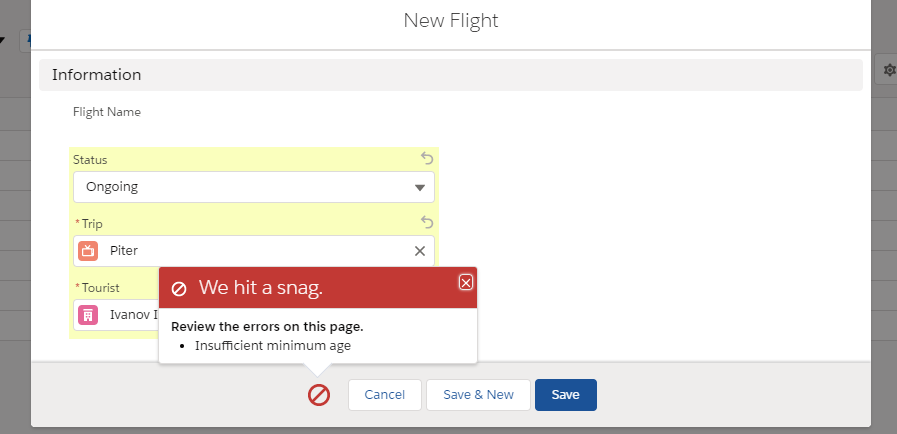 New Flight
Information
Flight Name
Status
Ongoing
* Trip
Piter
* Tourist
Ivanov I
We hit a snag.
Review the errors on this page.
• Insufficient minimum age
Cancel
Save & New
Save